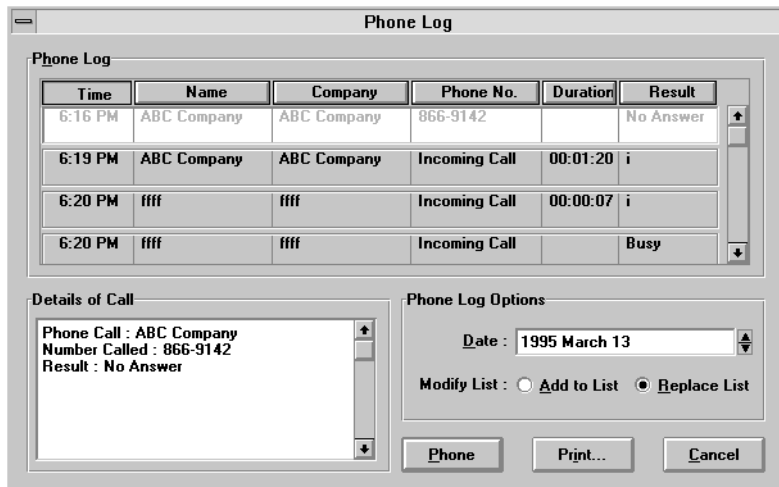 Phone Log
Phone Log
Time Name Company Phone No. Duration Result
6:16 PM ABC Company ABC Company 866-9142 No Answer
6:19 PM ABC Company ABC Company Incoming Call 00:01:20 i
6:20 PM ffff ffff Incoming Call 00:00:07 i
6:20 PM ffff ffff Incoming Call Busy
Details of Call
Phone Call : ABC Company
Number Called : 866-9142
Result : No Answer
Phone Log Options
Date : 1995 March 13
Modify List : Add to List Replace List
Phone Print... Cancel